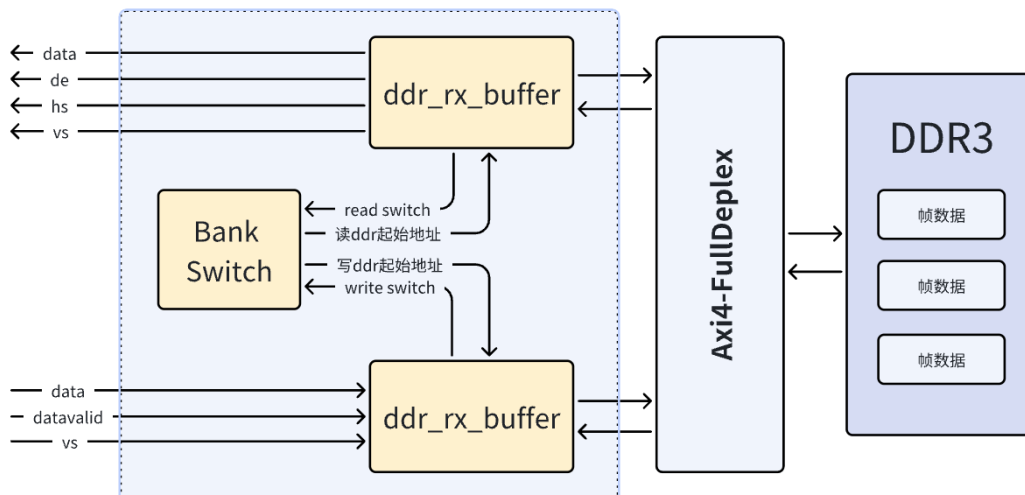 data
de
hs
vs
ddr_rx_buffer
Bank
Switch
read switch
读ddr起始地址
写ddr起始地址
write switch
data
datavalid
vs
ddr_rx_buffer
Axi4-FullDeplex
DDR3
帧数据
帧数据
帧数据